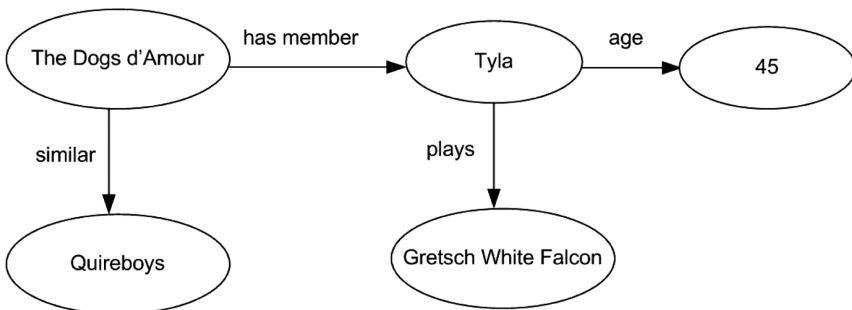 The Dogs d’Amour
has member
Tyla
age
45
similar
plays
Quireboys
Gretsch White Falcon